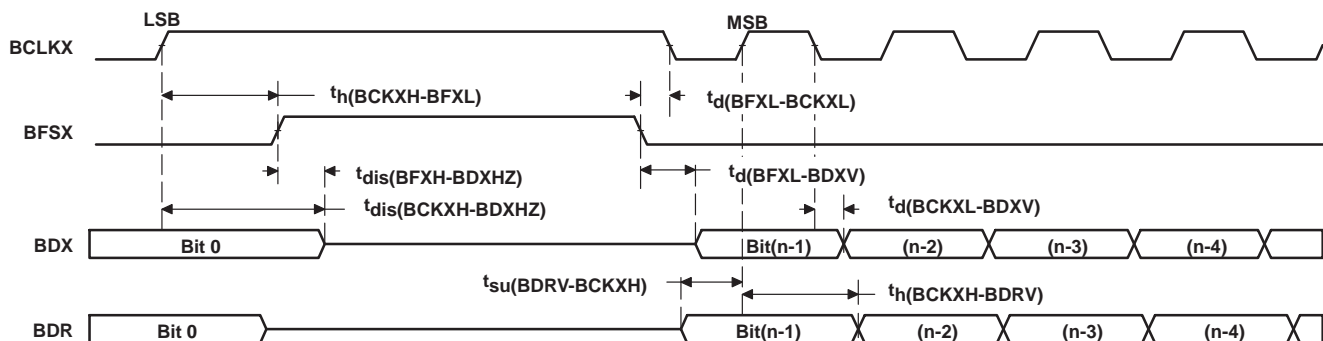 LSB MSB
BCLKX
th(BCKXH-BFXL) td(BFXL-BCKXL)
BFSX
tdis(BFXH-BDXHZ) td(BFXL-BDXV)
tdis(BCKXH-BDXHZ) td(BCKXL-BDXV)
BDX Bit 0 Bit(n-1) (n-2) (n-3) (n-4)
tsu(BDRV-BCKXH) th(BCKXH-BDRV)
BDR Bit 0 Bit(n-1) (n-2) (n-3) (n-4)